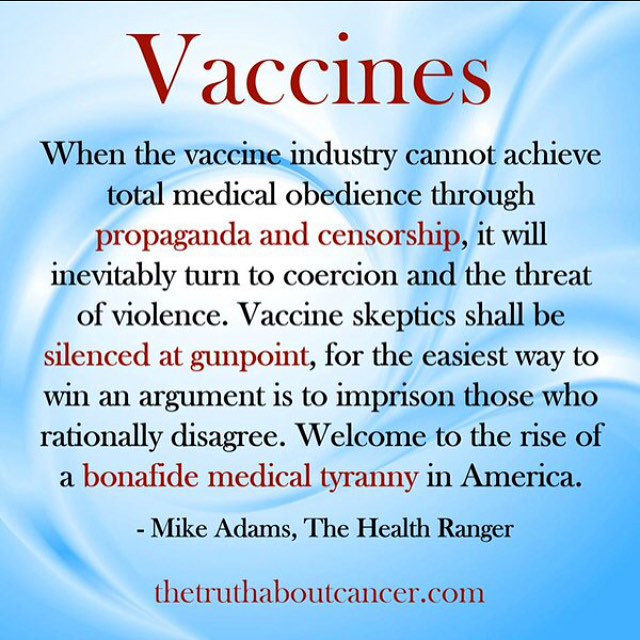 Vaccines
When the vaccine industry cannot achieve
total medical obedience through
propaganda and censorship, it will
inevitably turn to coercion and the threat
of violence. Vaccine skeptics shall be
silenced at gunpoint, for the easiest way to
win an argument is to imprison those who
rationally disagree. Welcome to the rise of
a bonafide medical tyranny in America.
- Mike Adams, The Health Ranger
thetruthaboutcancer.com